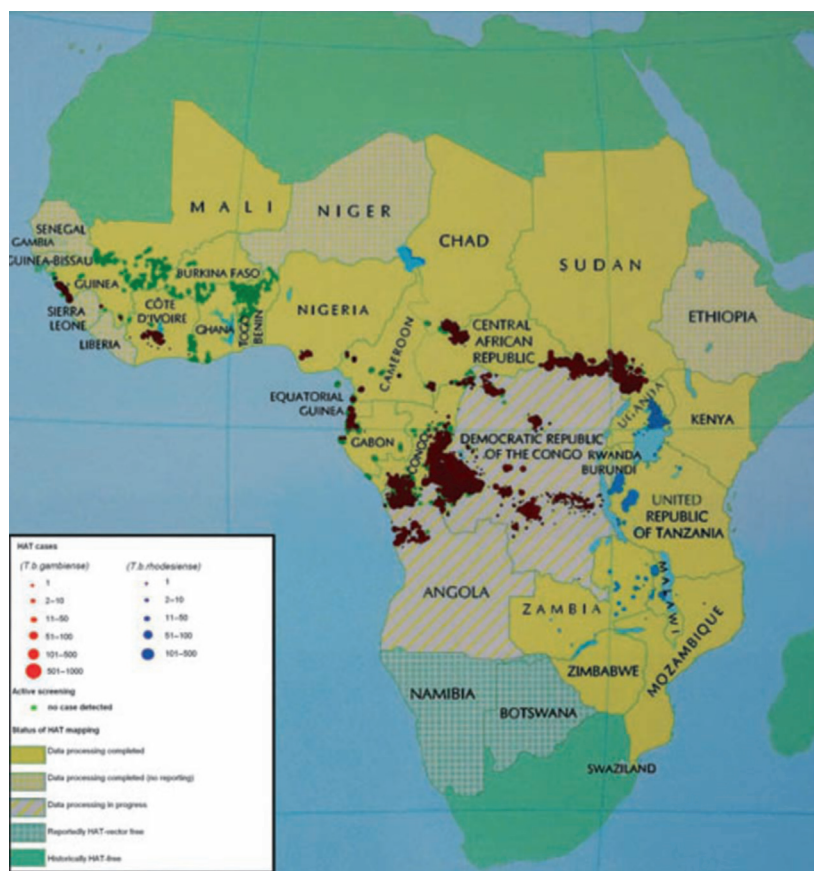 MALI
NIGER
CHAD
SUDAN
SENEGAL
GAMBIA
GUINEA-BISSAU
GUINEA
SIERRA
LEONE
LIBERIA
CÔTE
D'IVOIRE
BURKINA FASO
GHANA
TOGO
BENIN
NIGERIA
CAMEROON
CENTRAL
AFRICAN
REPUBLIC
ETHIOPIA
EQUATORIAL
GUINEA
GABON
CONGO
DEMOCRATIC REPUBLIC
OF THE CONGO
UGANDA
KENYA
RWANDA
BURUNDI
UNITED
REPUBLIC
OF TANZANIA
ANGOLA
ZAMBIA
MALAWI
MOZAMBIQUE
ZIMBABWE
NAMIBIA
BOTSWANA
SWAZILAND
HAT cases
(T.b.gambiense) (T.b.rhodesiense)
1 1
2–10 2–10
11–50 11–50
51–100 51–100
101–500 101–500
501–1000
Active screening
no case detected
Status of HAT mapping
Data processing completed
Data processing completed (no reporting)
Data processing in progress
Reportedly HAT-vector free
Historically HAT-free